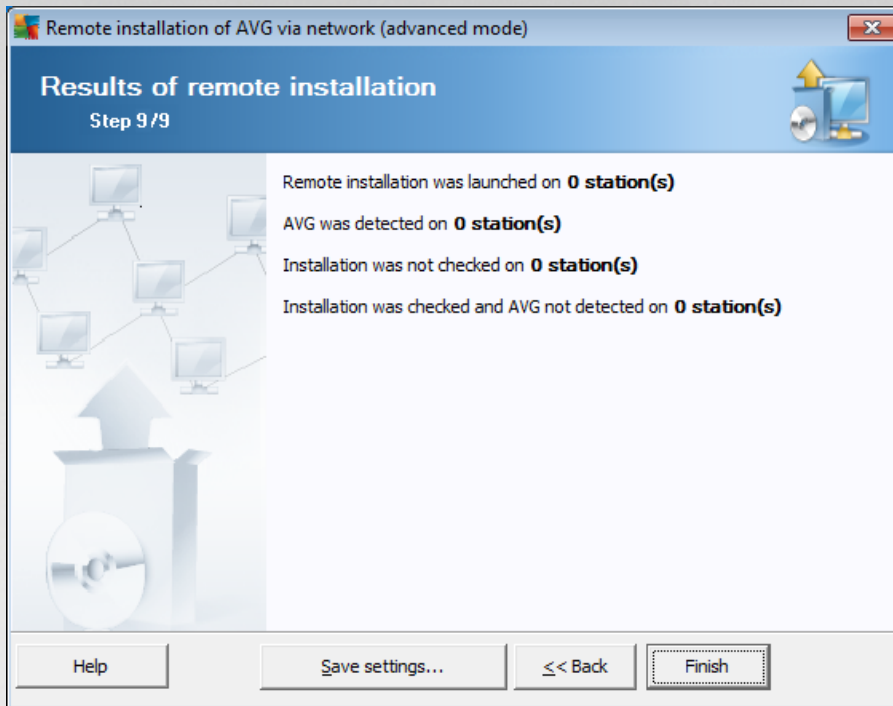 Remote installation of AVG via network (advanced mode)
Results of remote installation
Step 9/9
Remote installation was launched on 0 station(s)
AVG was detected on 0 station(s)
Installation was not checked on 0 station(s)
Installation was checked and AVG not detected on 0 station(s)
Help
Save settings...
<< Back
Finish